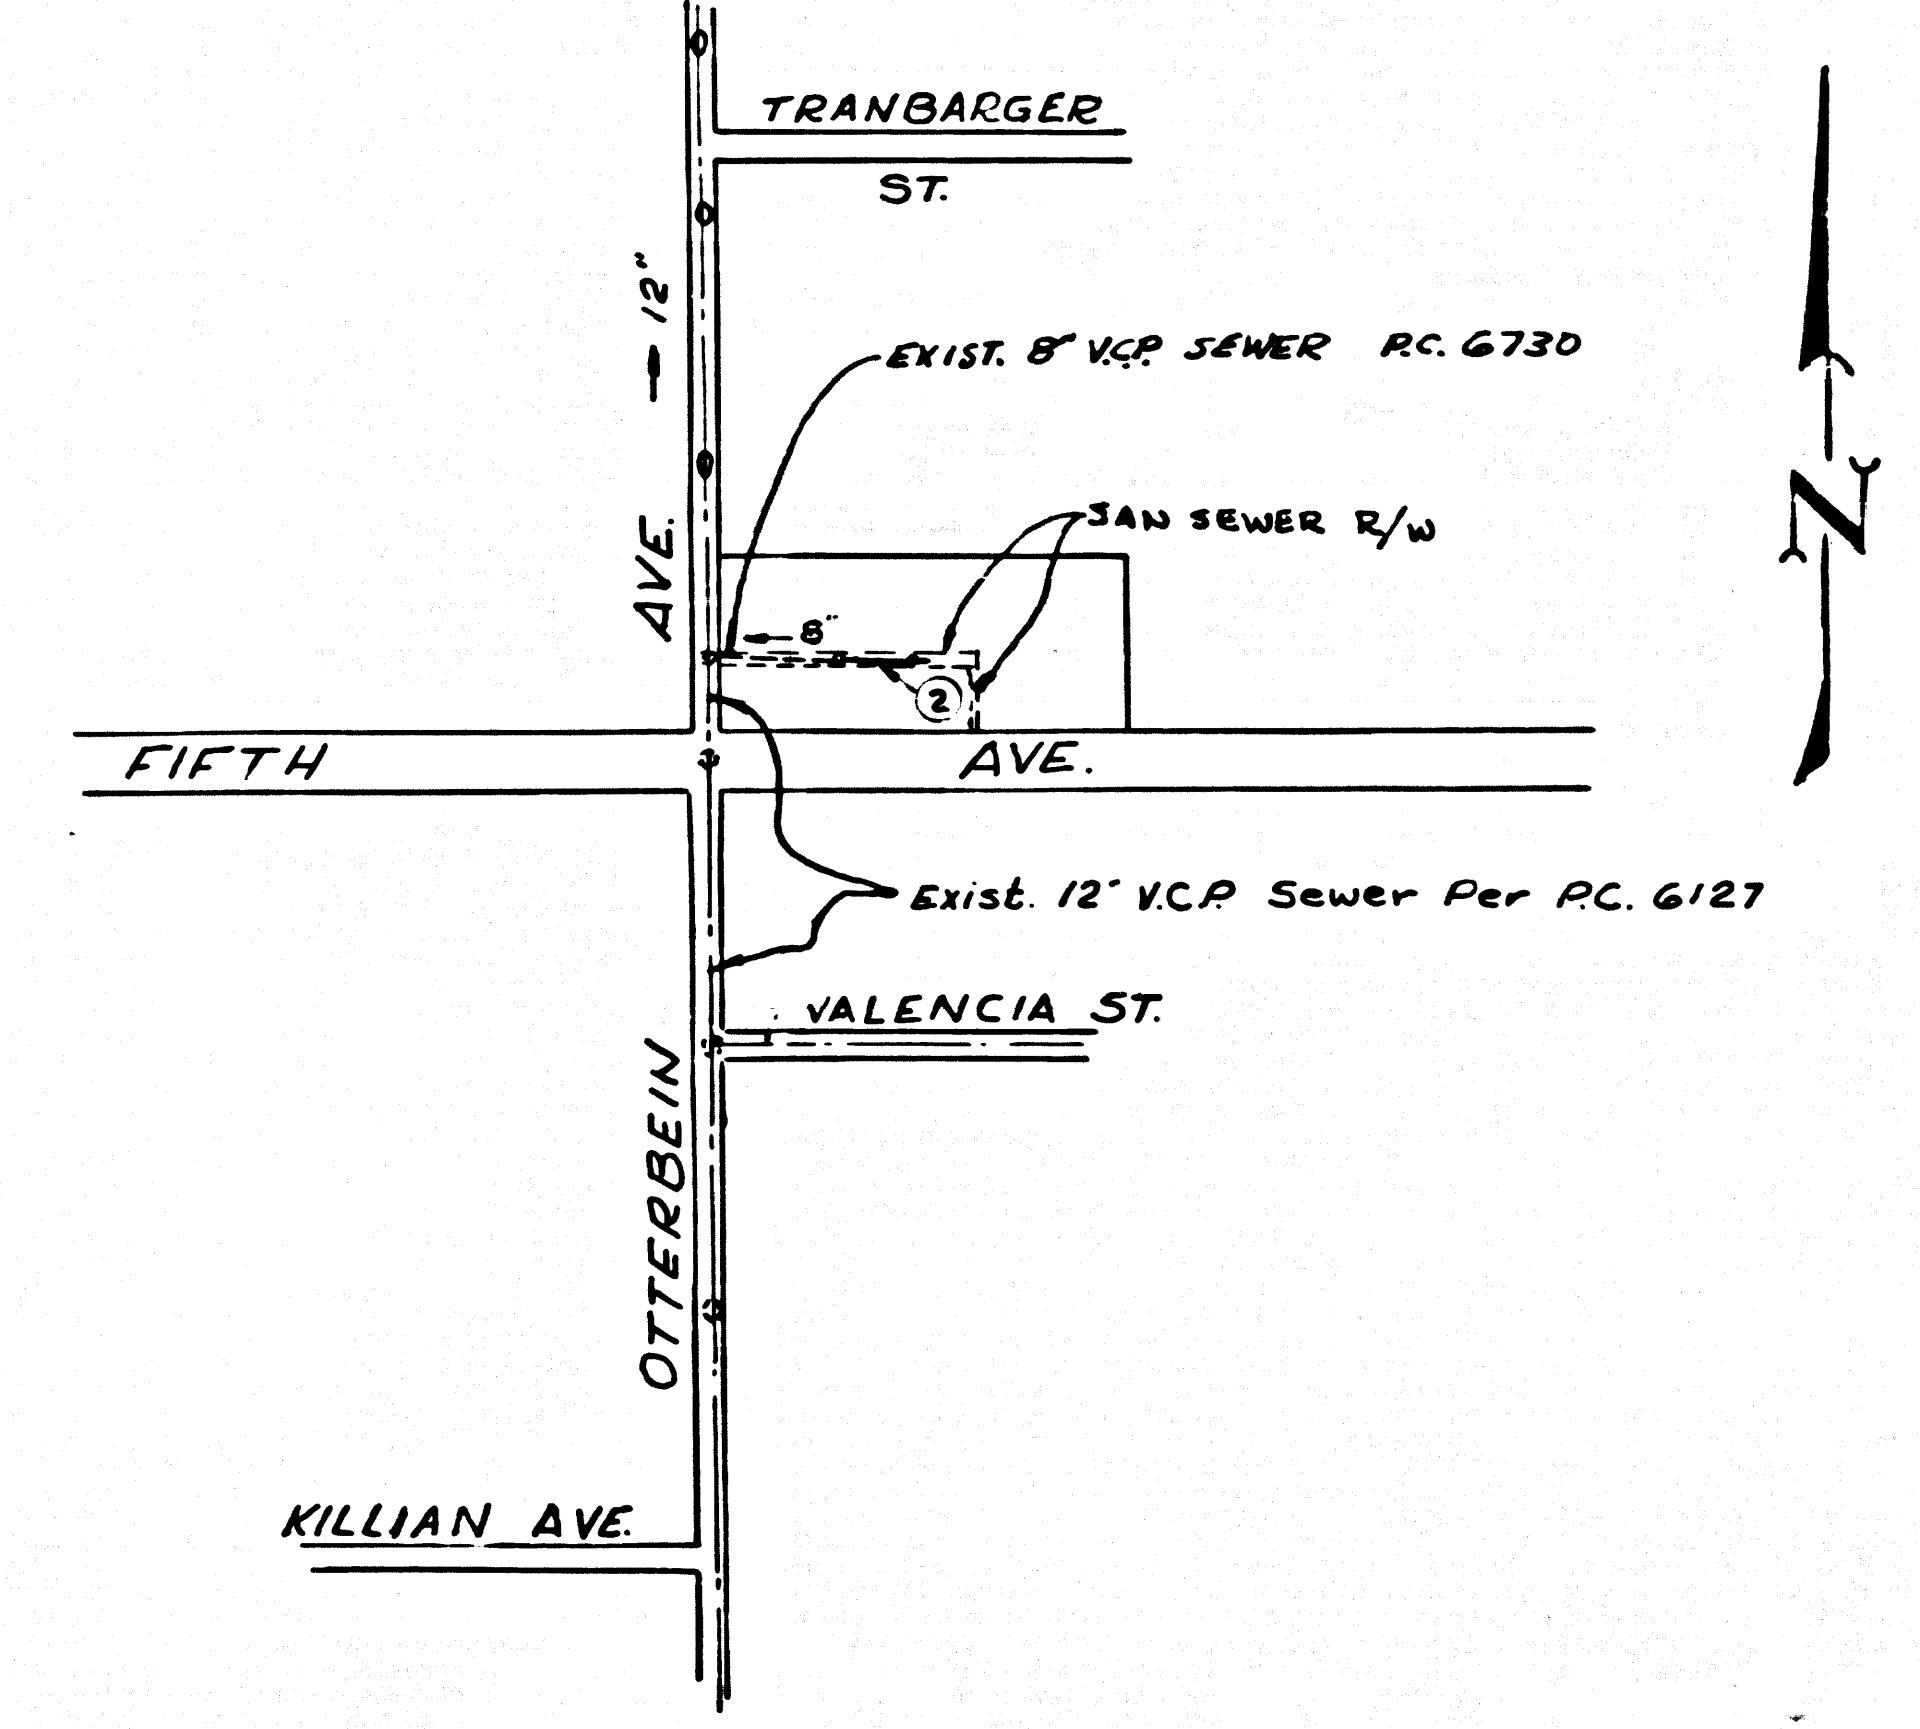 TRANBARGER
ST.
12"
EXIST. 8" V.C.P. SEWER P.C. 6730
N
SAN SEWER R/W
AVE.
8"
2
FIFTH AVE.
Exist. 12" V.C.P. Sewer Per P.C. 6127
VALENCIA ST.
OTTERBEIN
KILLIAN AVE.